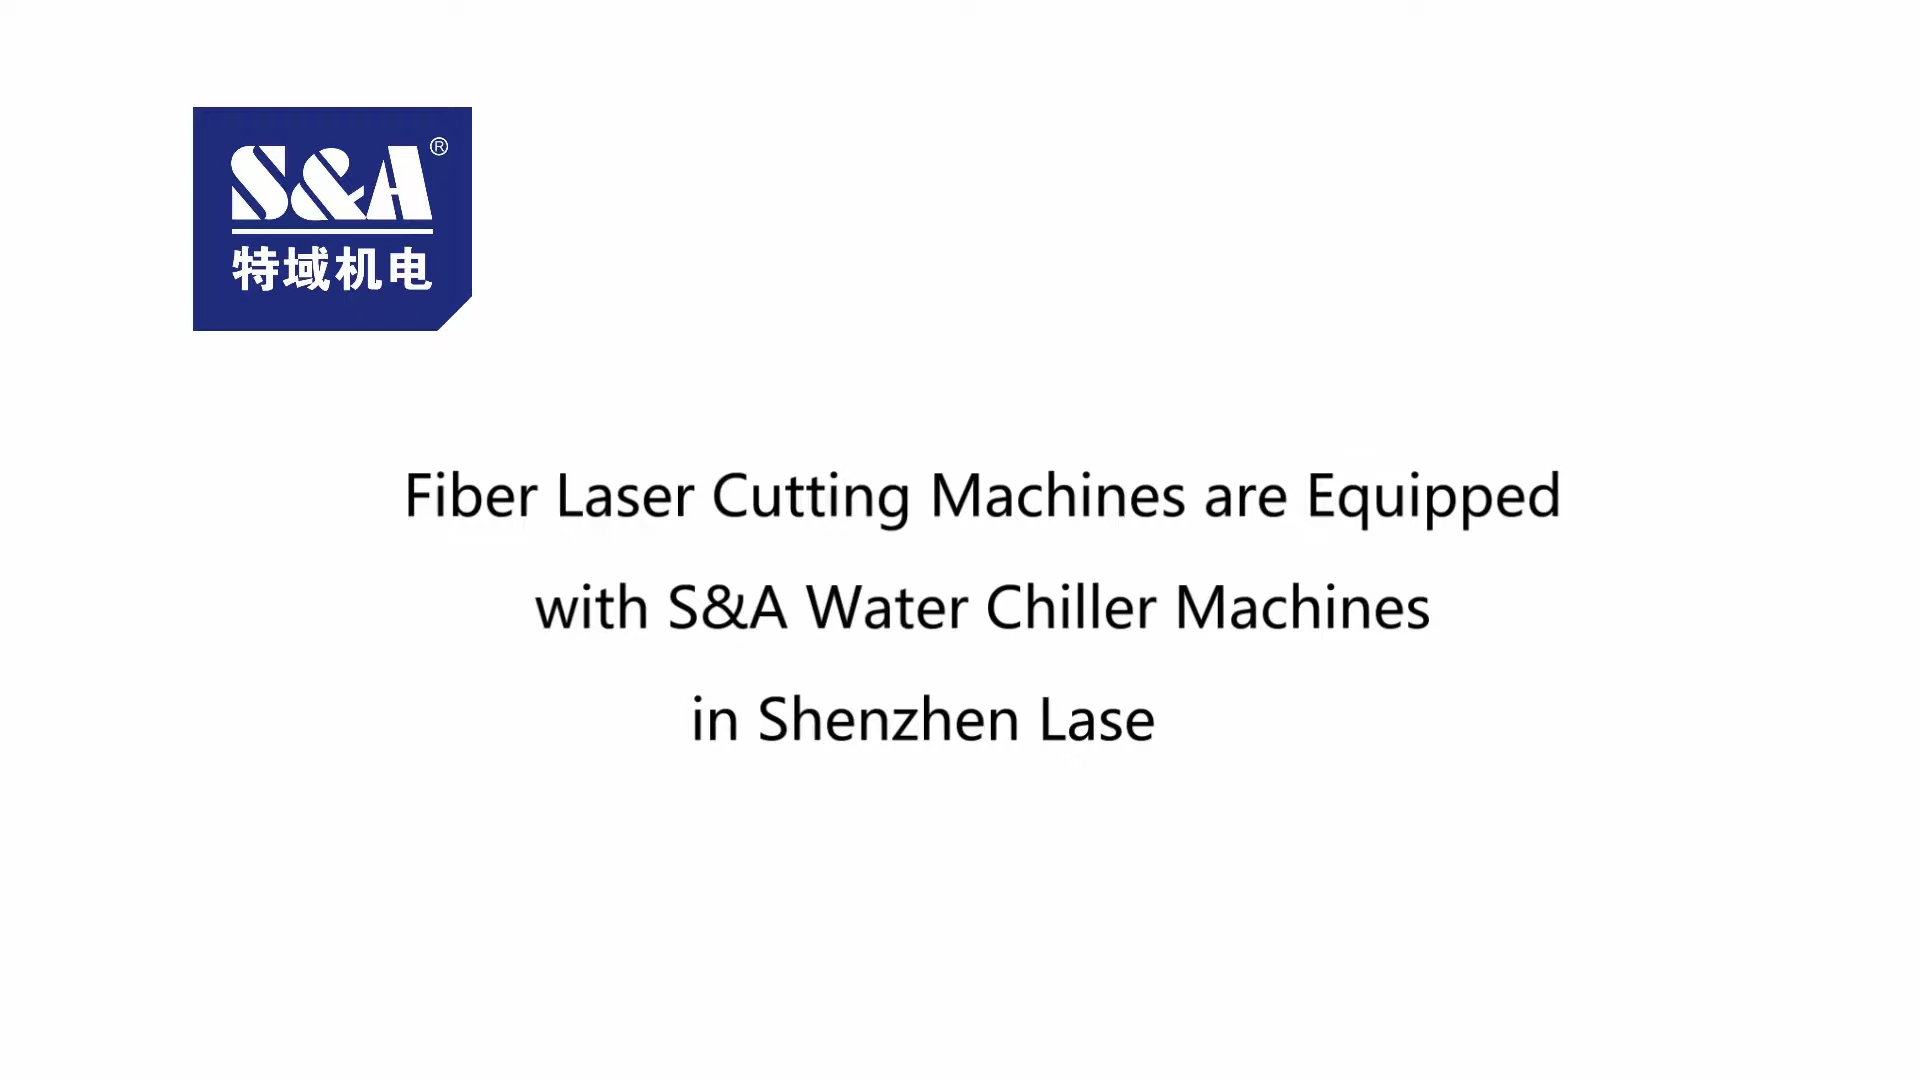 S&A®
特域机电
Fiber Laser Cutting Machines are Equipped
with S&A Water Chiller Machines
in Shenzhen Lase